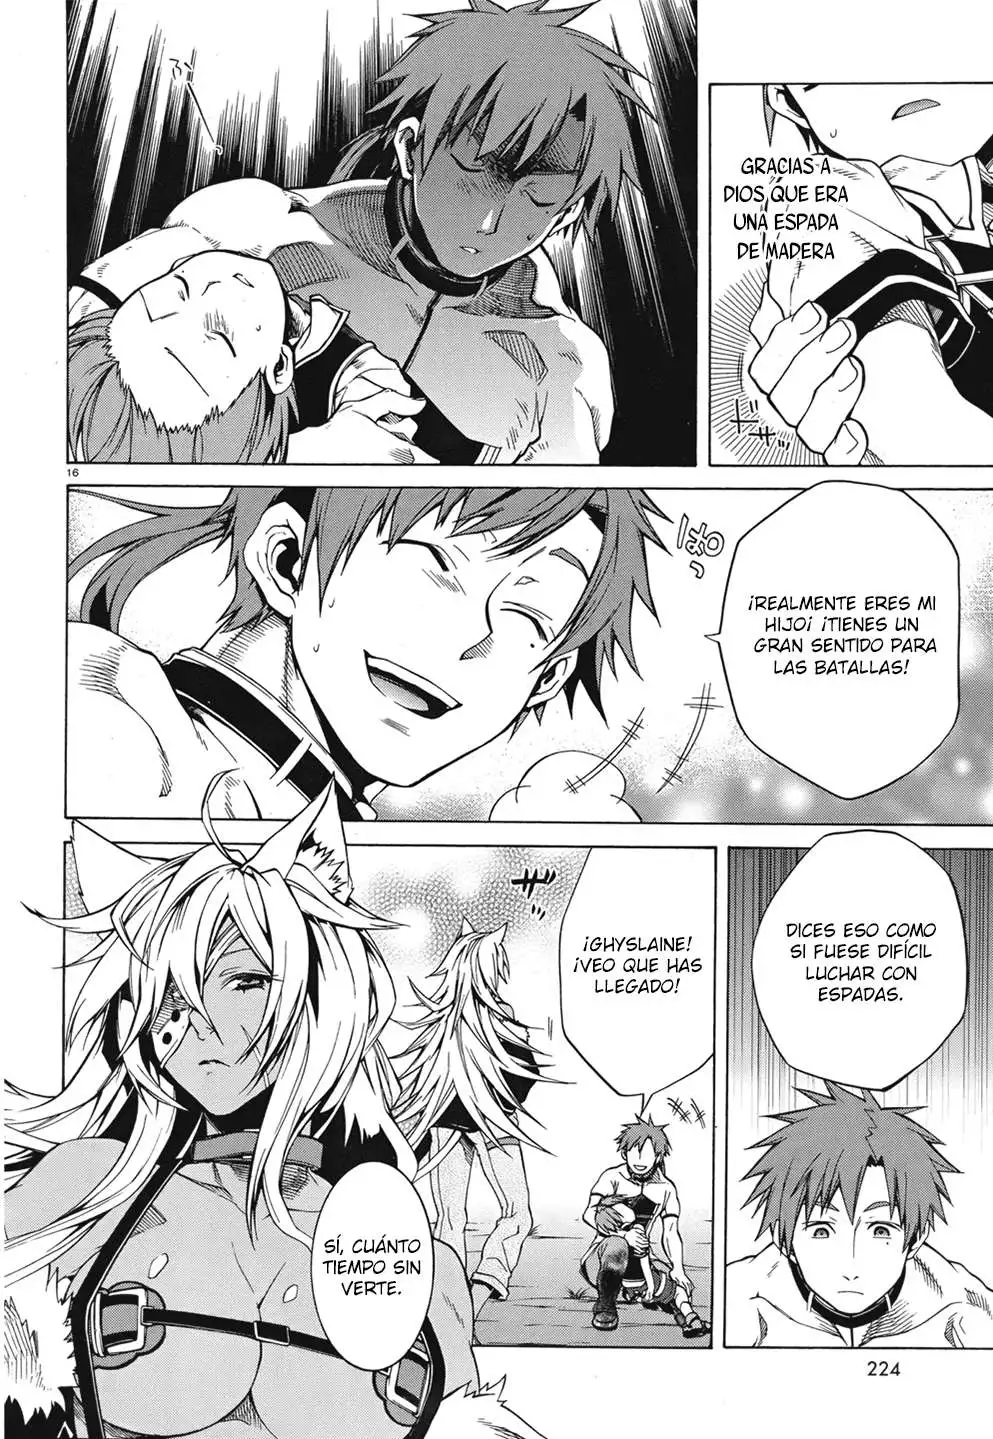 GRACIAS A
DIOS QUE ERA
UNA ESPADA
DE MADERA
16
ぱっ
¡REALMENTE ERES MI
HIJO¡ ¡TIENES UN
GRAN SENTIDO PARA
LAS BATALLAS!
DICES ESO COMO
SI FUESE DIFÍCIL
LUCHAR CON
ESPADAS.
¡GHYSLAINE!
¡VEO QUE HAS
LLEGADO!
SÍ, CUÁNTO
TIEMPO SIN
VERTE.
224